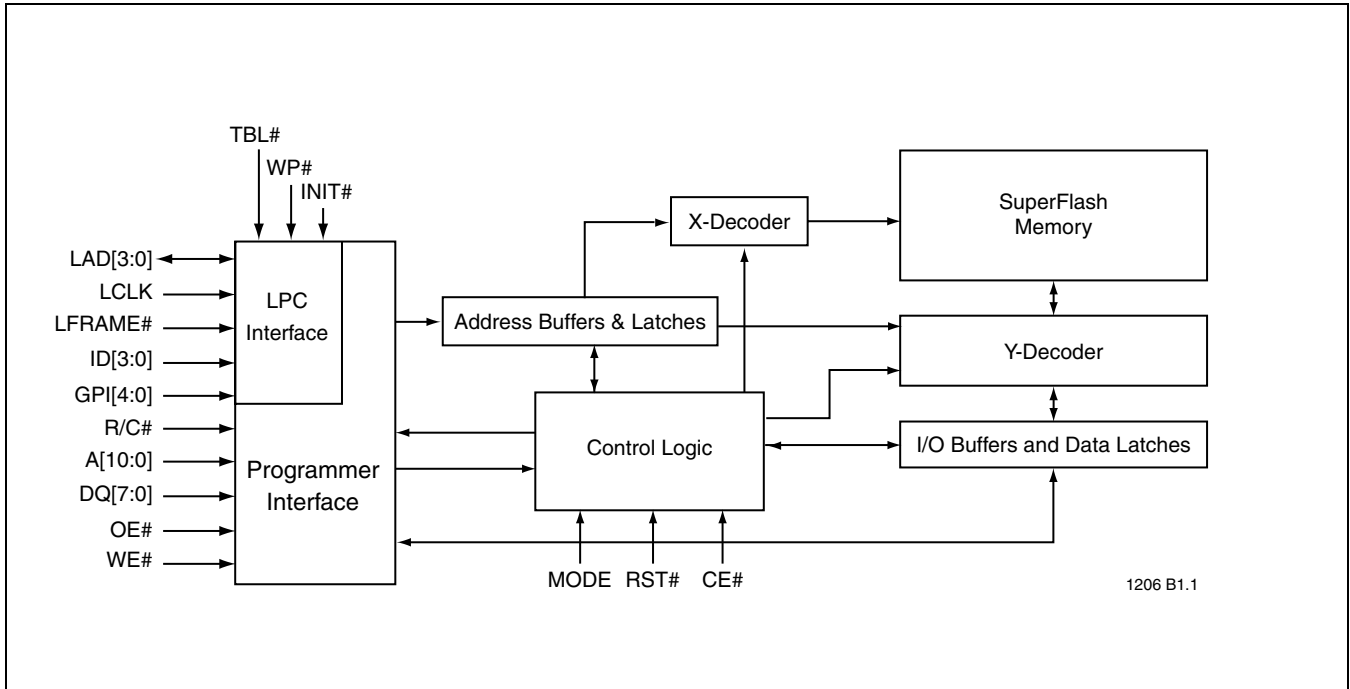 TBL#
WP#
INIT#
LAD[3:0]
LCLK
LFRAME#
ID[3:0]
GPI[4:0]
R/C#
A[10:0]
DQ[7:0]
OE#
WE#
LPC
Interface
Programmer
Interface
Address Buffers & Latches
X-Decoder
Control Logic
MODE
RST#
CE#
SuperFlash
Memory
Y-Decoder
I/O Buffers and Data Latches
1206 B1.1